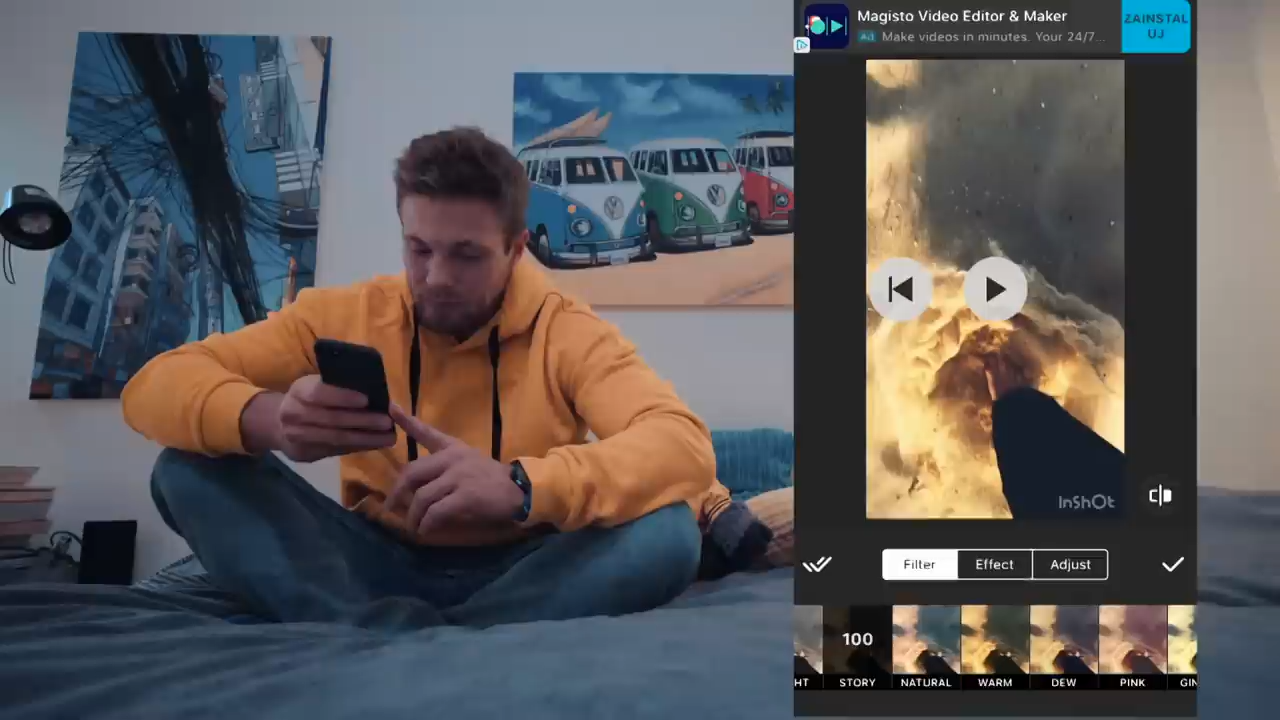 Magisto Video Editor & Maker
Ad Make videos in minutes. Your 24/7...
ZAINSTAL
UJ
InShOt
Filter
Effect
Adjust
HT
STORY
100
NATURAL
WARM
DEW
PINK
GIN